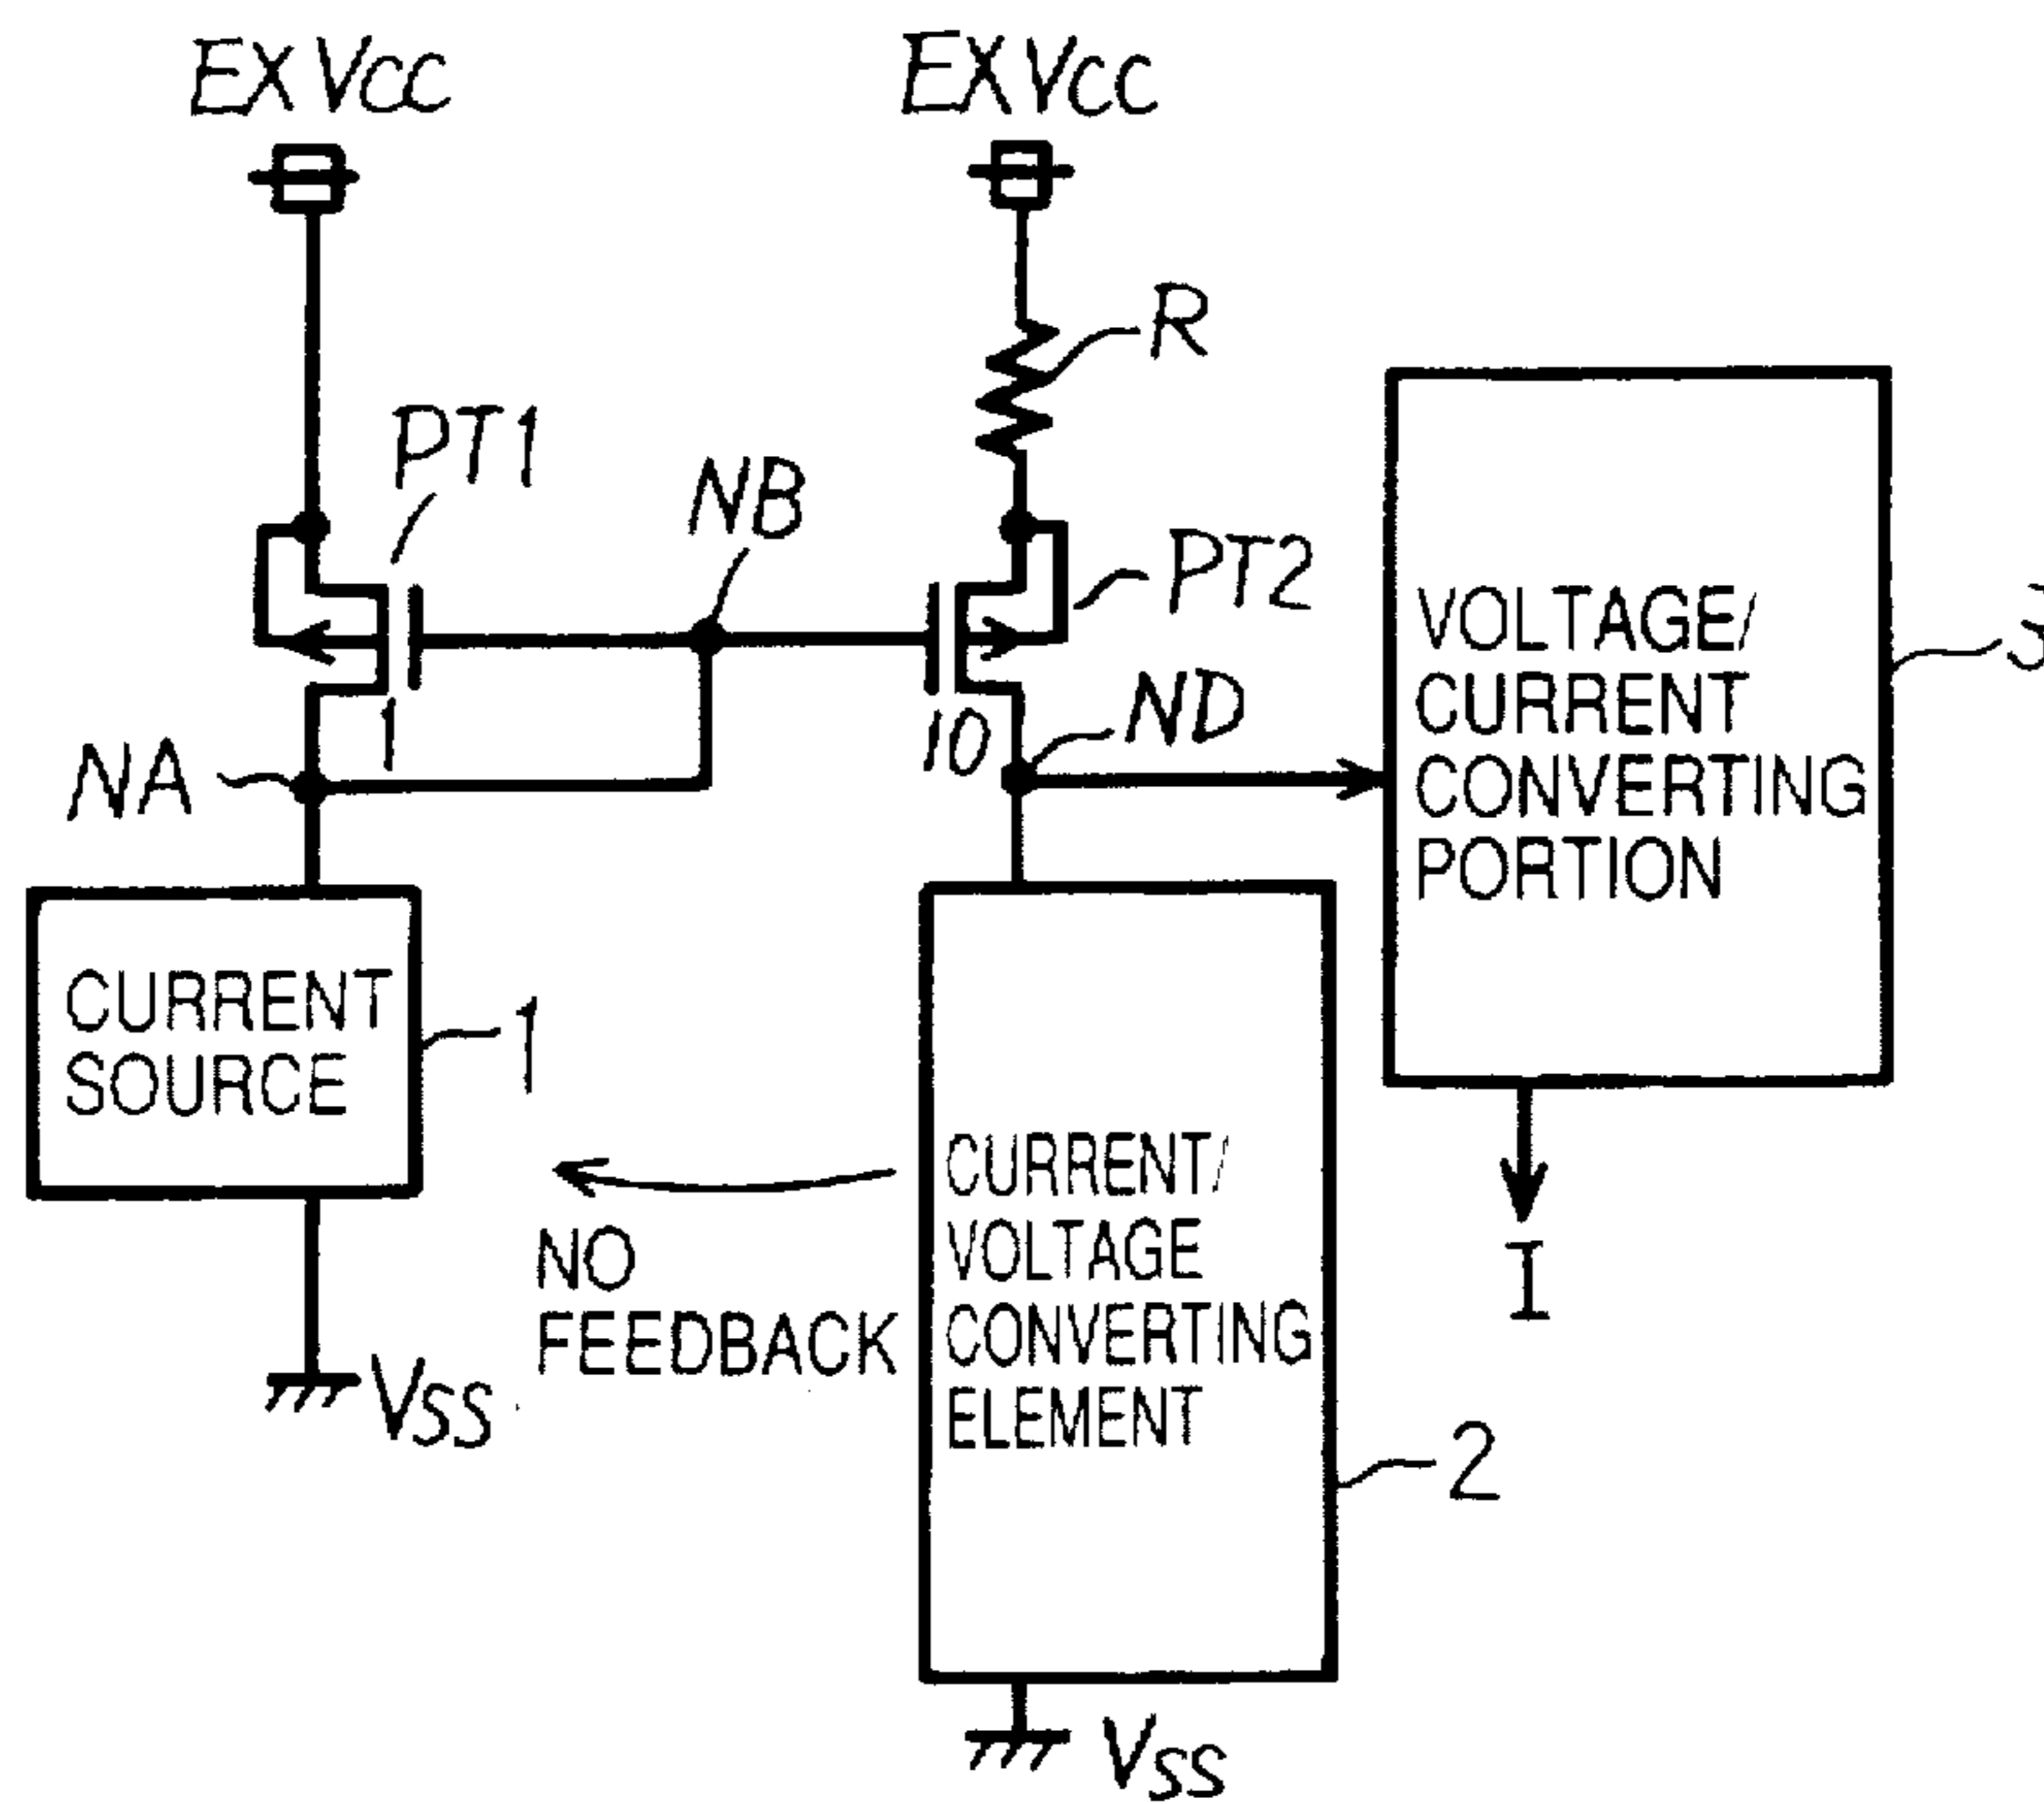 EX VCC
EX VCC
R
PT1
NB
PT2
VOLTAGE/
CURRENT
CONVERTING
PORTION
3
1
10
ND
NA
CURRENT
SOURCE
1
CURRENT/
VOLTAGE
CONVERTING
ELEMENT
NO
FEEDBACK
I
VSS
2
VSS